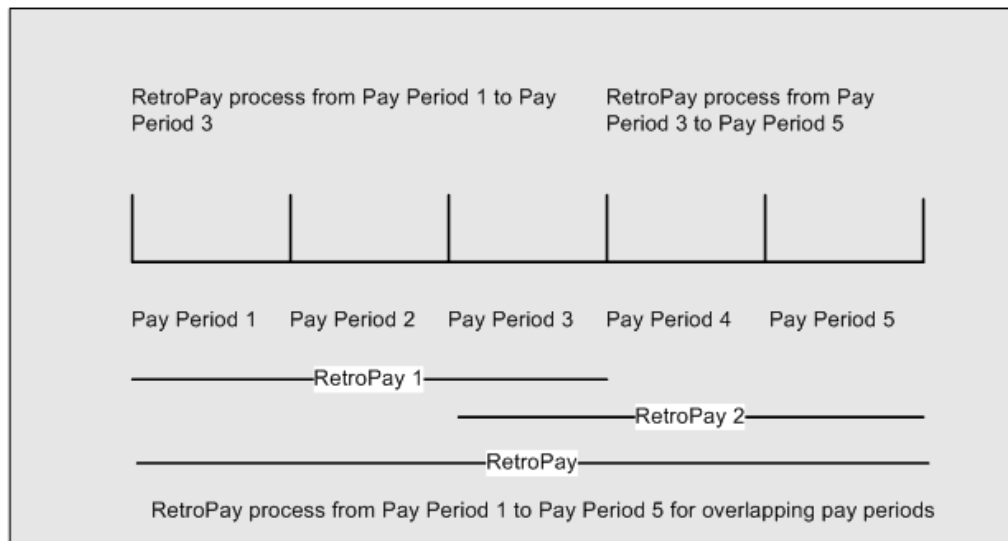 RetroPay process from Pay Period 1 to Pay
Period 3
RetroPay process from Pay
Period 3 to Pay Period 5
Pay Period 1
Pay Period 2
Pay Period 3
Pay Period 4
Pay Period 5
RetroPay 1
RetroPay 2
RetroPay
RetroPay process from Pay Period 1 to Pay Period 5 for overlapping pay periods